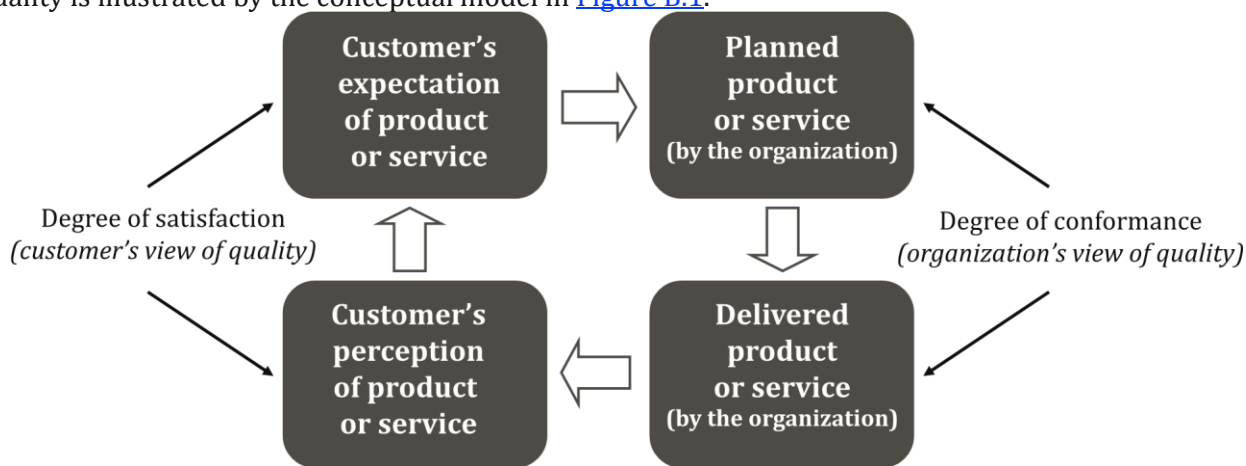 uality is illustrated by the conceptual model in Figure B.1.
Customer’s
expectation
of product
or service
Planned
product
or service
(by the organization)
Degree of satisfaction
(customer’s view of quality)
Degree of conformance
(organization’s view of quality)
Customer’s
perception
of product
or service
Delivered
product
or service
(by the organization)